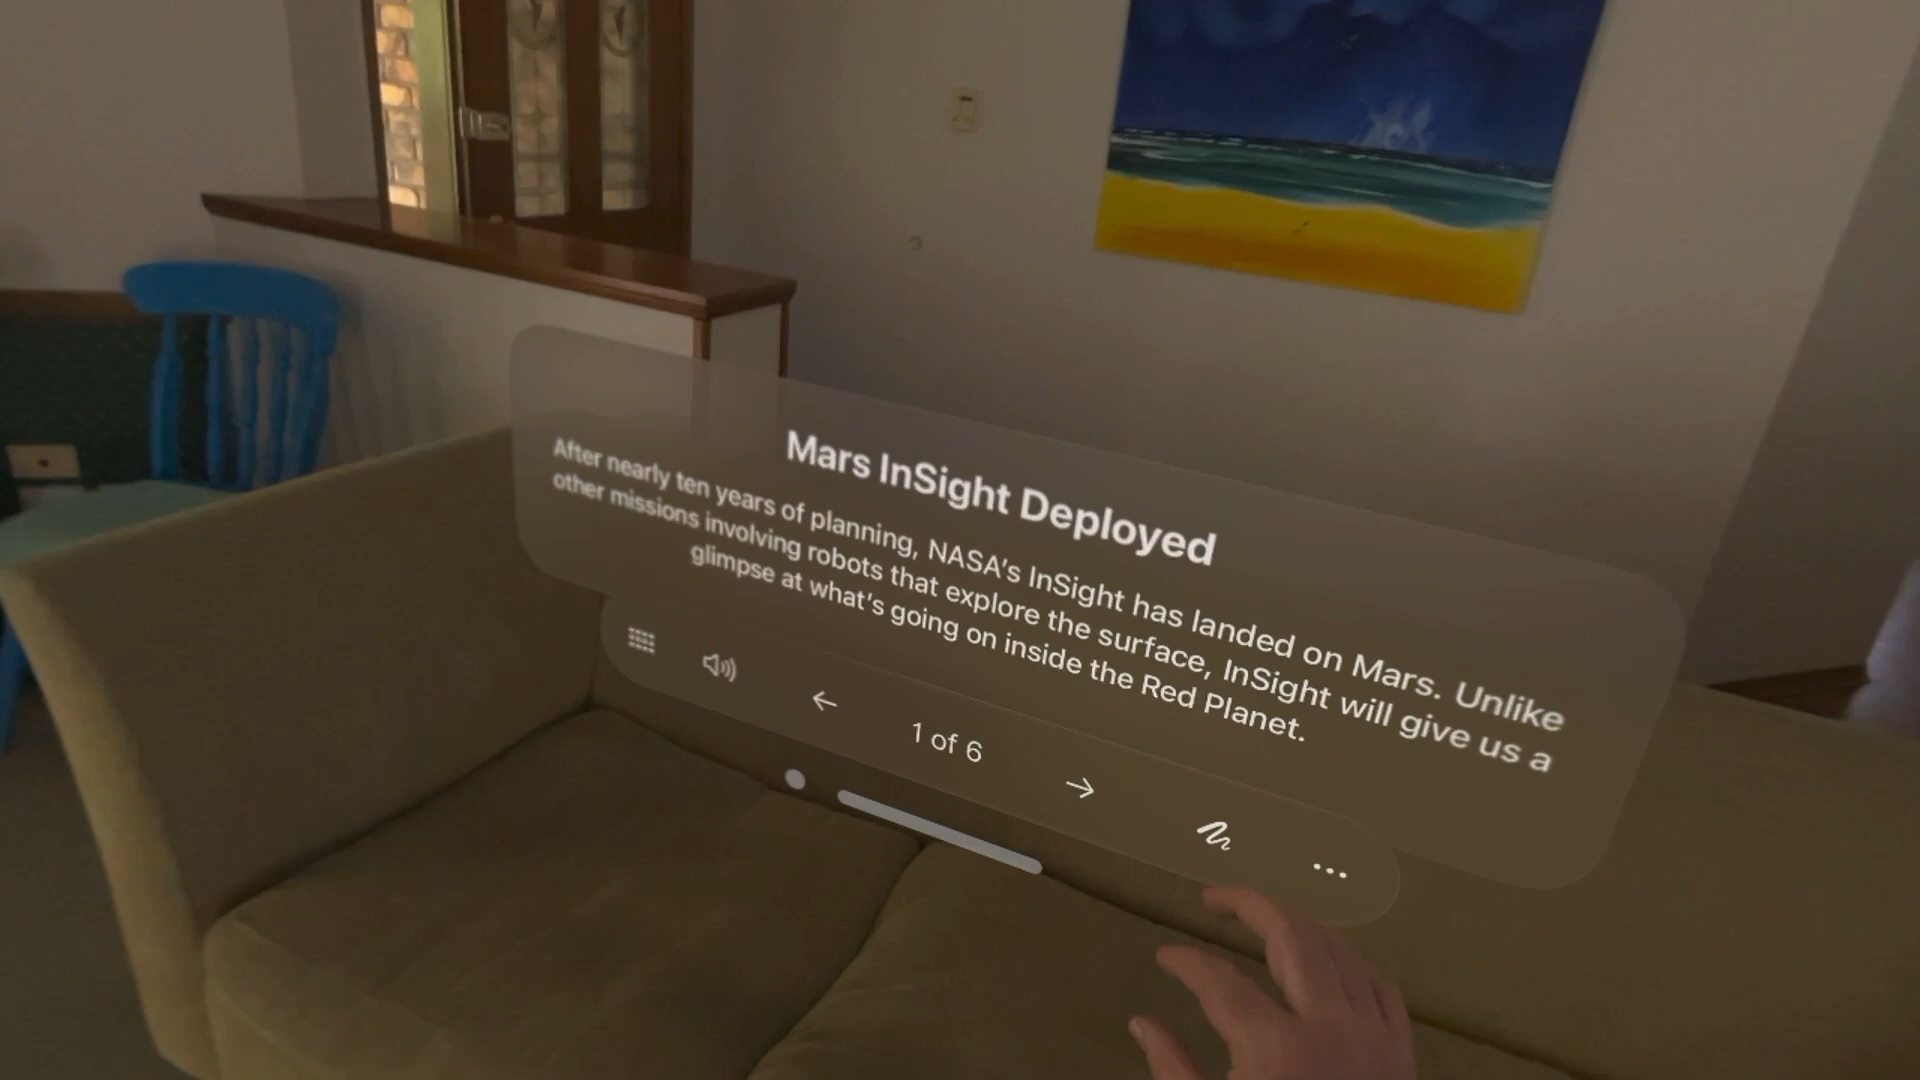 Mars InSight Deployed
After nearly ten years of planning, NASA's InSight has landed on Mars. Unlike
other missions involving robots that explore the surface, InSight will give us a
glimpse at what's going on inside the Red Planet.
1 of 6